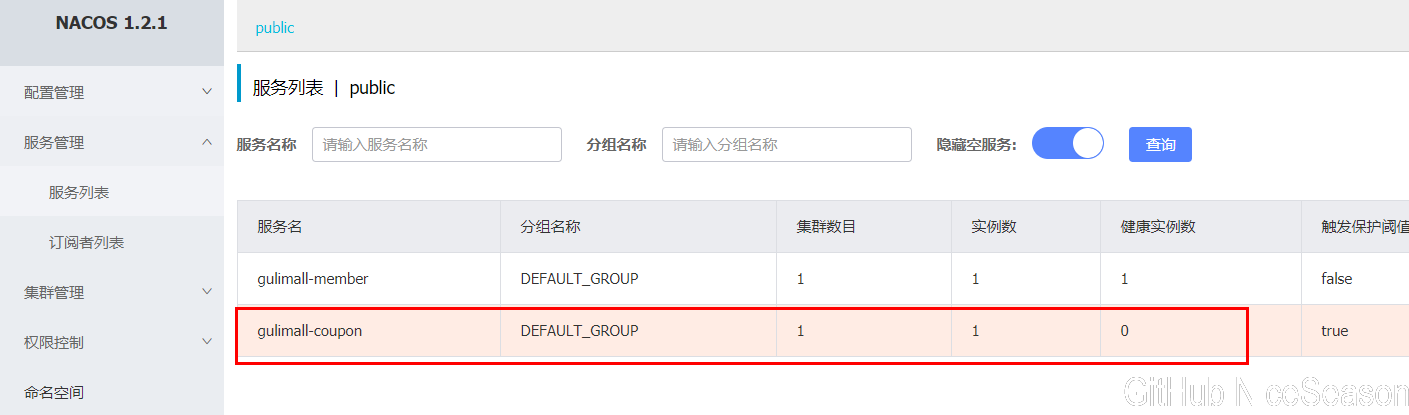 NACOS 1.2.1
配置管理
服务管理
服务列表
订阅者列表
集群管理
权限控制
命名空间
public
服务列表 | public
服务名称 请输入服务名称 分组名称 请输入分组名称 隐藏空服务: 查询
服务名 分组名称 集群数目 实例数 健康实例数 触发保护阈值
gulimall-member DEFAULT_GROUP 1 1 1 false
gulimall-coupon DEFAULT_GROUP 1 1 0 true
GitHub NiceSeason